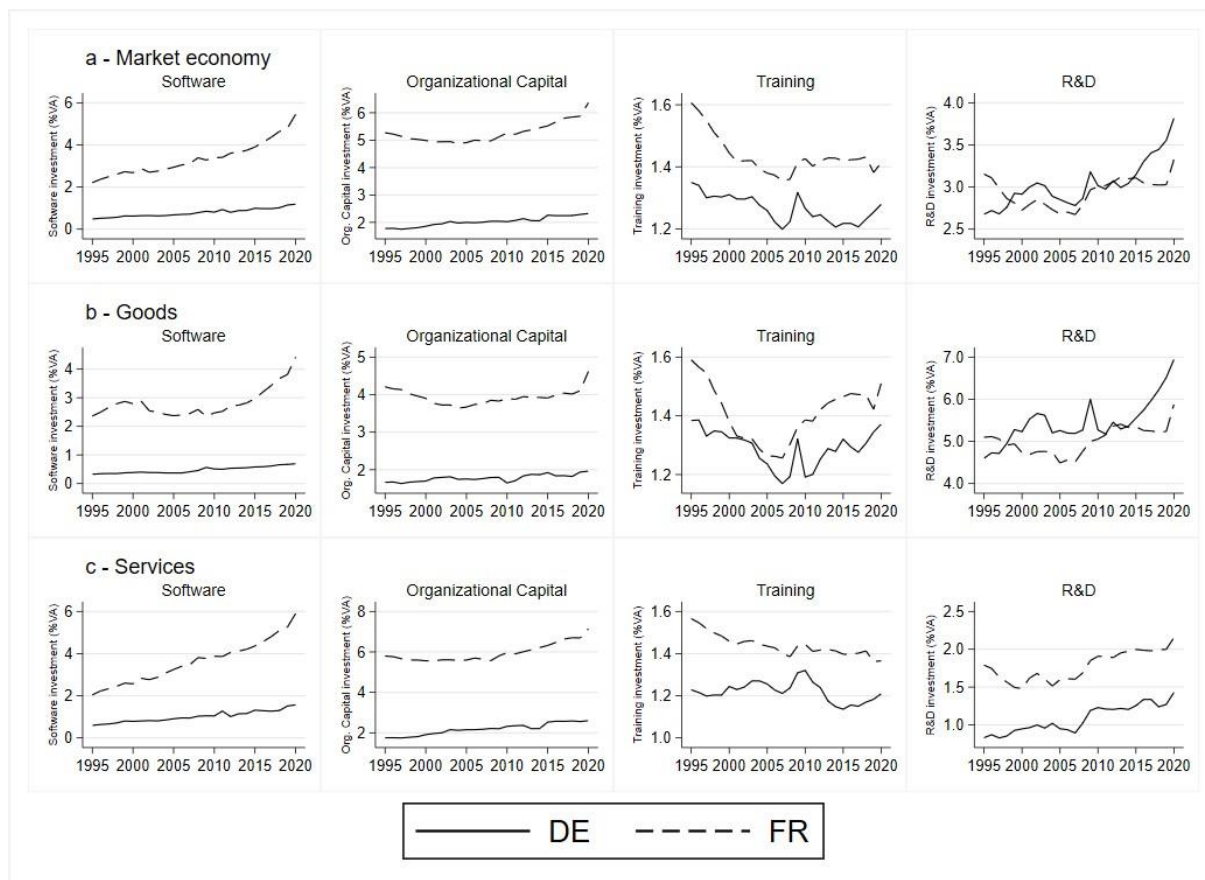 a - Market economy
Software
Organizational Capital
Training
R&D
Software investment (%VA)
6
4
2
0
1995 2000 2005 2010 2015 2020
Org. Capital investment (%VA)
6
5
4
3
2
1995 2000 2005 2010 2015 2020
Training investment (%VA)
1.6
1.4
1.2
1995 2000 2005 2010 2015 2020
R&D investment (%VA)
4.0
3.5
3.0
2.5
1995 2000 2005 2010 2015 2020
b - Goods
Software
Organizational Capital
Training
R&D
Software investment (%VA)
4
3
2
1
0
1995 2000 2005 2010 2015 2020
Org. Capital investment (%VA)
5
4
3
2
1995 2000 2005 2010 2015 2020
Training investment (%VA)
1.6
1.4
1.2
1995 2000 2005 2010 2015 2020
R&D investment (%VA)
7.0
6.0
5.0
4.0
1995 2000 2005 2010 2015 2020
c - Services
Software
Organizational Capital
Training
R&D
Software investment (%VA)
6
4
2
0
1995 2000 2005 2010 2015 2020
Org. Capital investment (%VA)
8
6
4
2
1995 2000 2005 2010 2015 2020
Training investment (%VA)
1.6
1.4
1.2
1.0
1995 2000 2005 2010 2015 2020
R&D investment (%VA)
2.5
2.0
1.5
1.0
1995 2000 2005 2010 2015 2020
DE FR